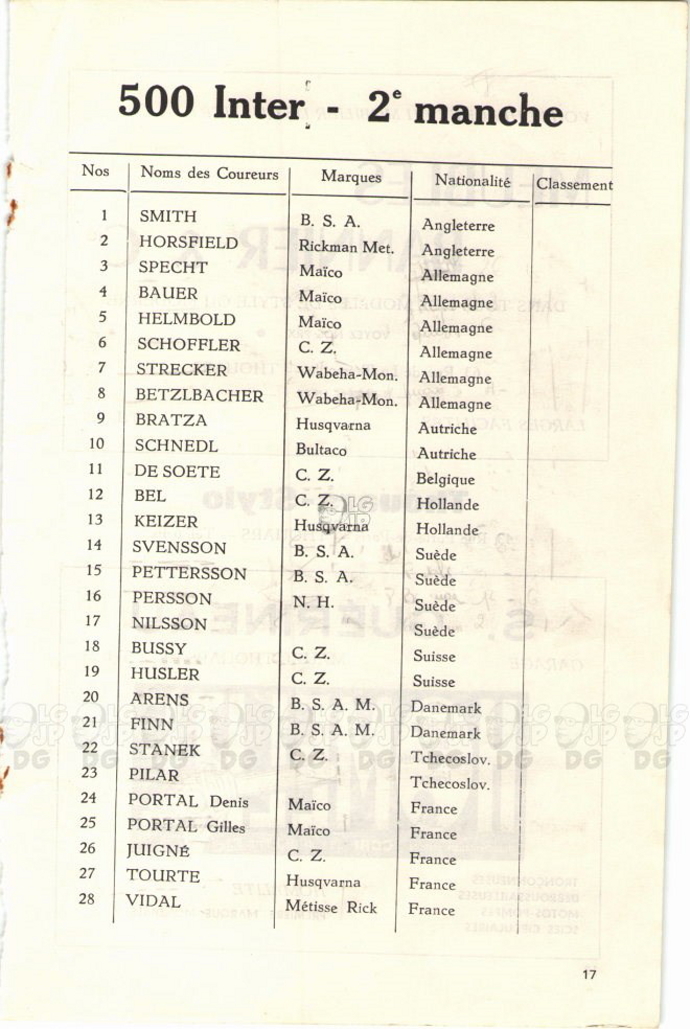 500 Inter. - 2e manche
Nos Noms des Coureurs Marques Nationalité Classement
1 SMITH B. S. A. Angleterre
2 HORSFIELD Rickman Met. Angleterre
3 SPECHT Maïco Allemagne
4 BAUER Maïco Allemagne
5 HELMBOLD Maïco Allemagne
6 SCHOFFLER C. Z. Allemagne
7 STRECKER Wabeha-Mon. Allemagne
8 BETZLBACHER Wabeha-Mon. Allemagne
9 BRATZA Husqvarna Autriche
10 SCHNEDL Bultaco Autriche
11 DE SOETE C. Z. Belgique
12 BEL C. Z. Hollande
13 KEIZER Husqvarna Hollande
14 SVENSSON B. S. A. Suède
15 PETTERSSON B. S. A. Suède
16 PERSSON N. H. Suède
17 NILSSON Suède
18 BUSSY C. Z. Suisse
19 HUSLER C. Z. Suisse
20 ARENS B. S. A. M. Danemark
21 FINN B. S. A. M. Danemark
22 STANEK C. Z. Tchecoslov.
23 PILAR Tchecoslov.
24 PORTAL Denis Maïco France
25 PORTAL Gilles Maïco France
26 JUIGNÉ C. Z. France
27 TOURTE Husqvarna France
28 VIDAL Métisse Rick France
17